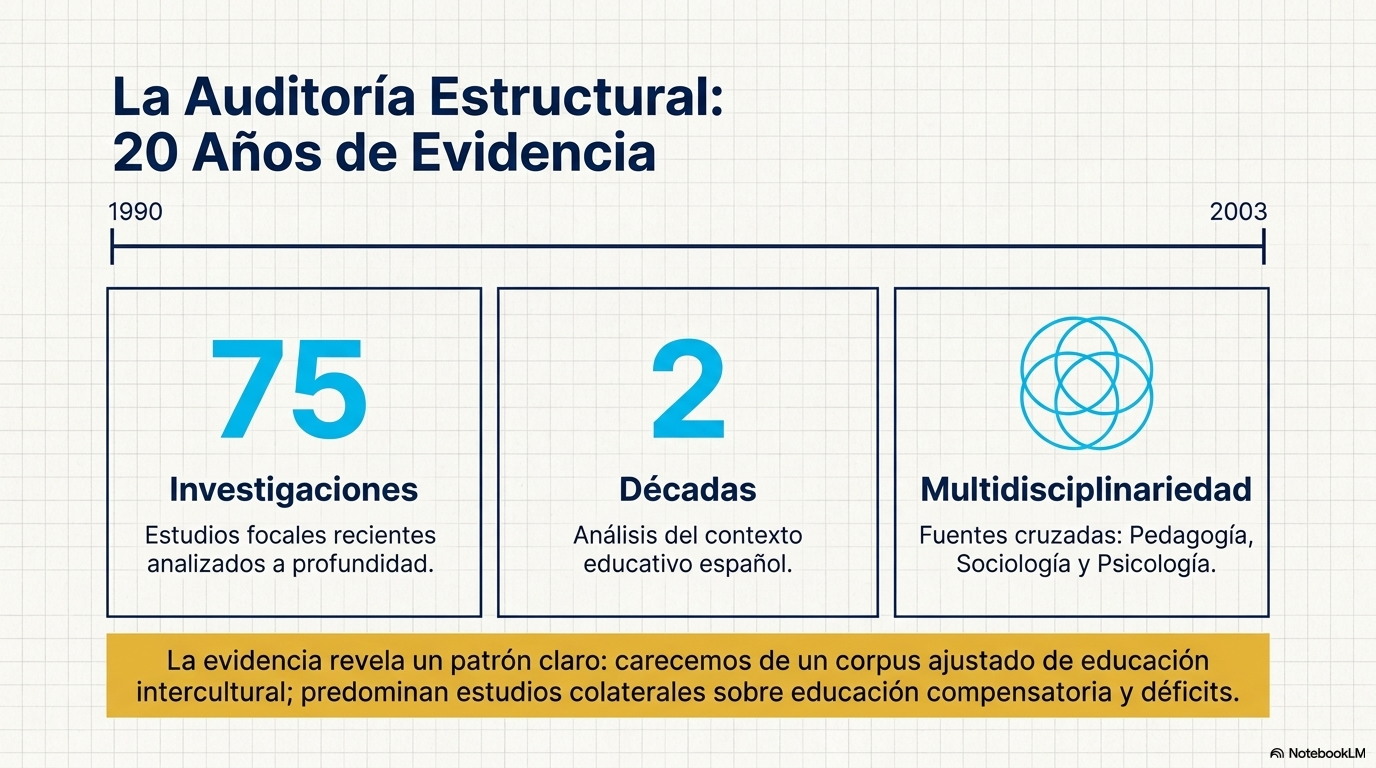 La Auditoría Estructural:
20 Años de Evidencia
1990
2003
75
Investigaciones
Estudios focales recientes
analizados a profundidad.
2
Décadas
Análisis del contexto
educativo español.
Multidisciplinariedad
Fuentes cruzadas: Pedagogía,
Sociología y Psicología.
La evidencia revela un patrón claro: carecemos de un corpus ajustado de educación
intercultural; predominan estudios colaterales sobre educación compensatoria y déficits.
NotebookLM